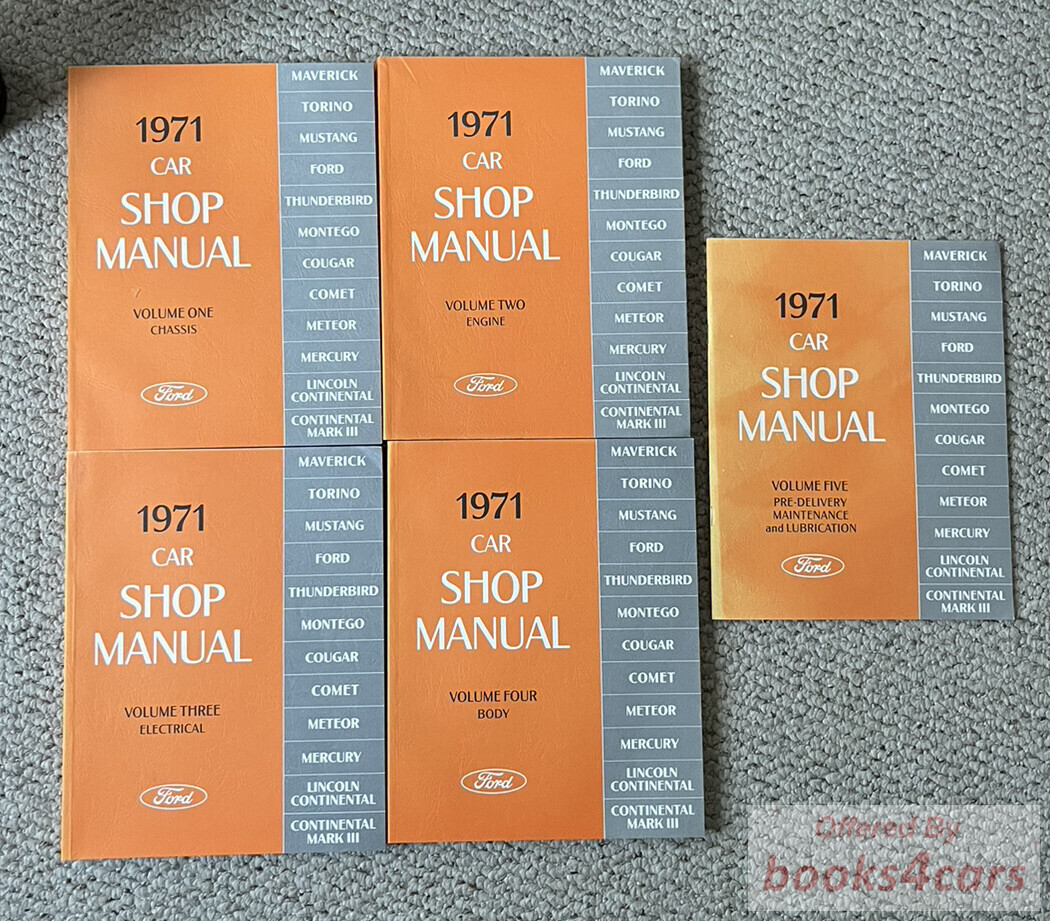 1971
CAR
SHOP
MANUAL
VOLUME ONE
CHASSIS
Ford
MAVERICK
TORINO
MUSTANG
FORD
THUNDERBIRD
MONTEGO
COUGAR
COMET
METEOR
MERCURY
LINCOLN
CONTINENTAL
CONTINENTAL
MARK III
1971
CAR
SHOP
MANUAL
VOLUME TWO
ENGINE
Ford
MAVERICK
TORINO
MUSTANG
FORD
THUNDERBIRD
MONTEGO
COUGAR
COMET
METEOR
MERCURY
LINCOLN
CONTINENTAL
CONTINENTAL
MARK III
1971
CAR
SHOP
MANUAL
VOLUME THREE
ELECTRICAL
Ford
MAVERICK
TORINO
MUSTANG
FORD
THUNDERBIRD
MONTEGO
COUGAR
COMET
METEOR
MERCURY
LINCOLN
CONTINENTAL
CONTINENTAL
MARK III
1971
CAR
SHOP
MANUAL
VOLUME FOUR
BODY
Ford
MAVERICK
TORINO
MUSTANG
FORD
THUNDERBIRD
MONTEGO
COUGAR
COMET
METEOR
MERCURY
LINCOLN
CONTINENTAL
CONTINENTAL
MARK III
1971
CAR
SHOP
MANUAL
VOLUME FIVE
PRE-DELIVERY
MAINTENANCE
and LUBRICATION
Ford
MAVERICK
TORINO
MUSTANG
FORD
THUNDERBIRD
MONTEGO
COUGAR
COMET
METEOR
MERCURY
LINCOLN
CONTINENTAL
CONTINENTAL
MARK III
Offered By
books4cars